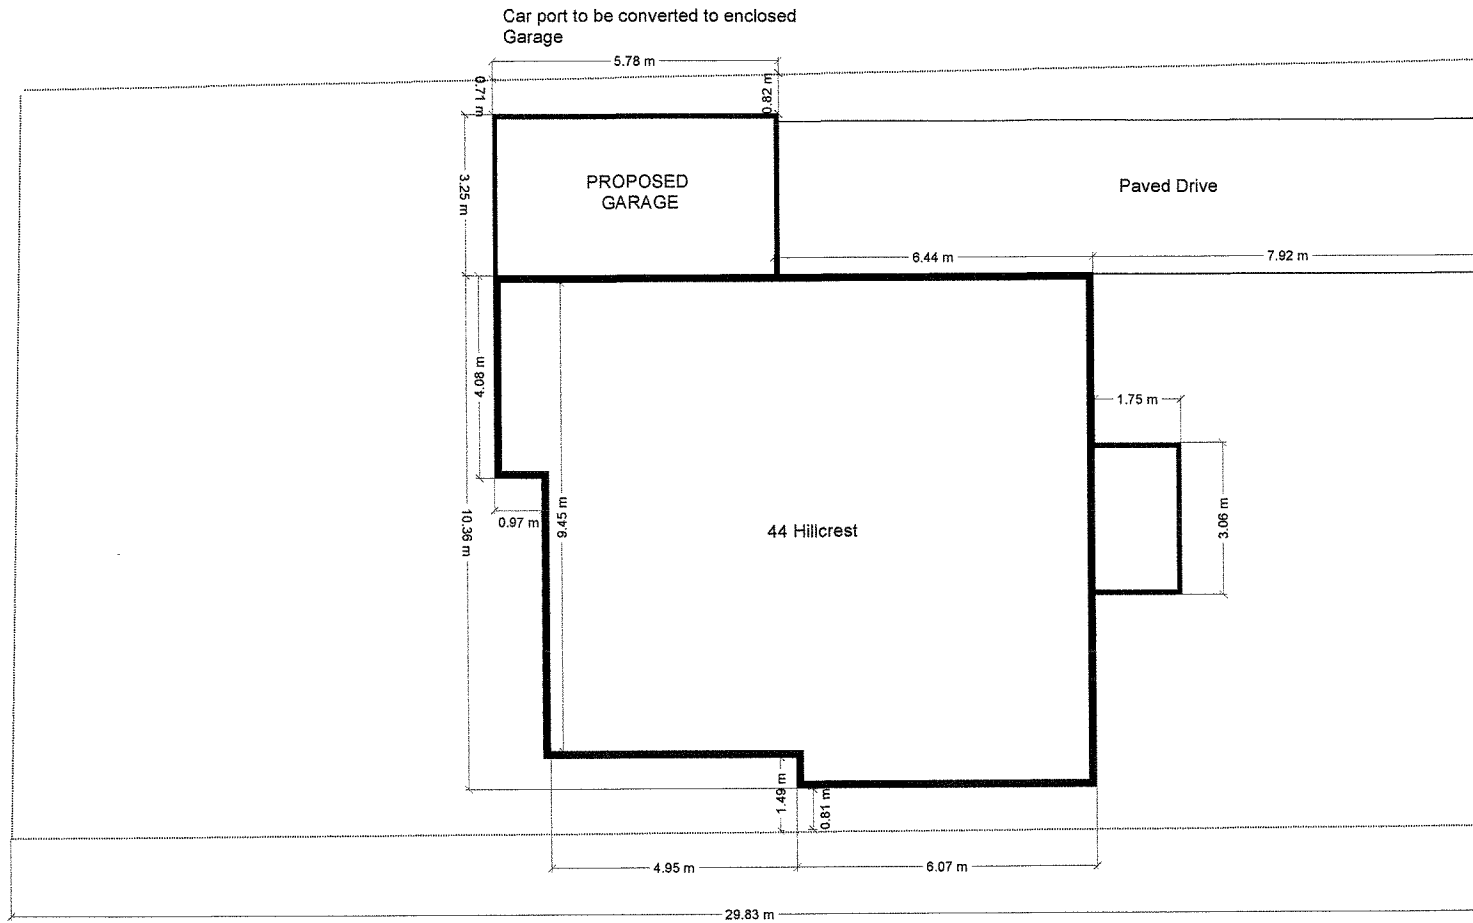 Car port to be converted to enclosed
Garage
5.78 m
0.71 m
0.82 m
3.25 m
PROPOSED
GARAGE
Paved Drive
6.44 m
7.92 m
4.08 m
1.75 m
0.97 m
10.36 m
9.45 m
44 Hillcrest
3.06 m
1.49 m
0.81 m
4.95 m
6.07 m
29.83 m